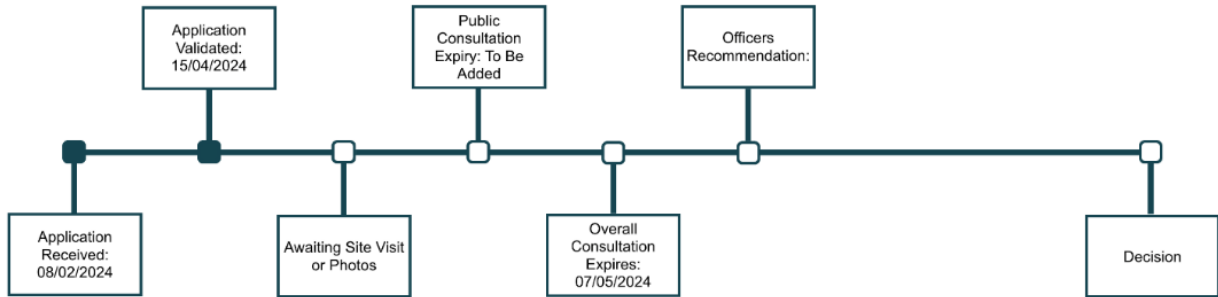 Application
Validated:
15/04/2024
Public
Consultation
Expiry: To Be
Added
Officers
Recommendation:
Application
Received:
08/02/2024
Awaiting Site Visit
or Photos
Overall
Consultation
Expires:
07/05/2024
Decision